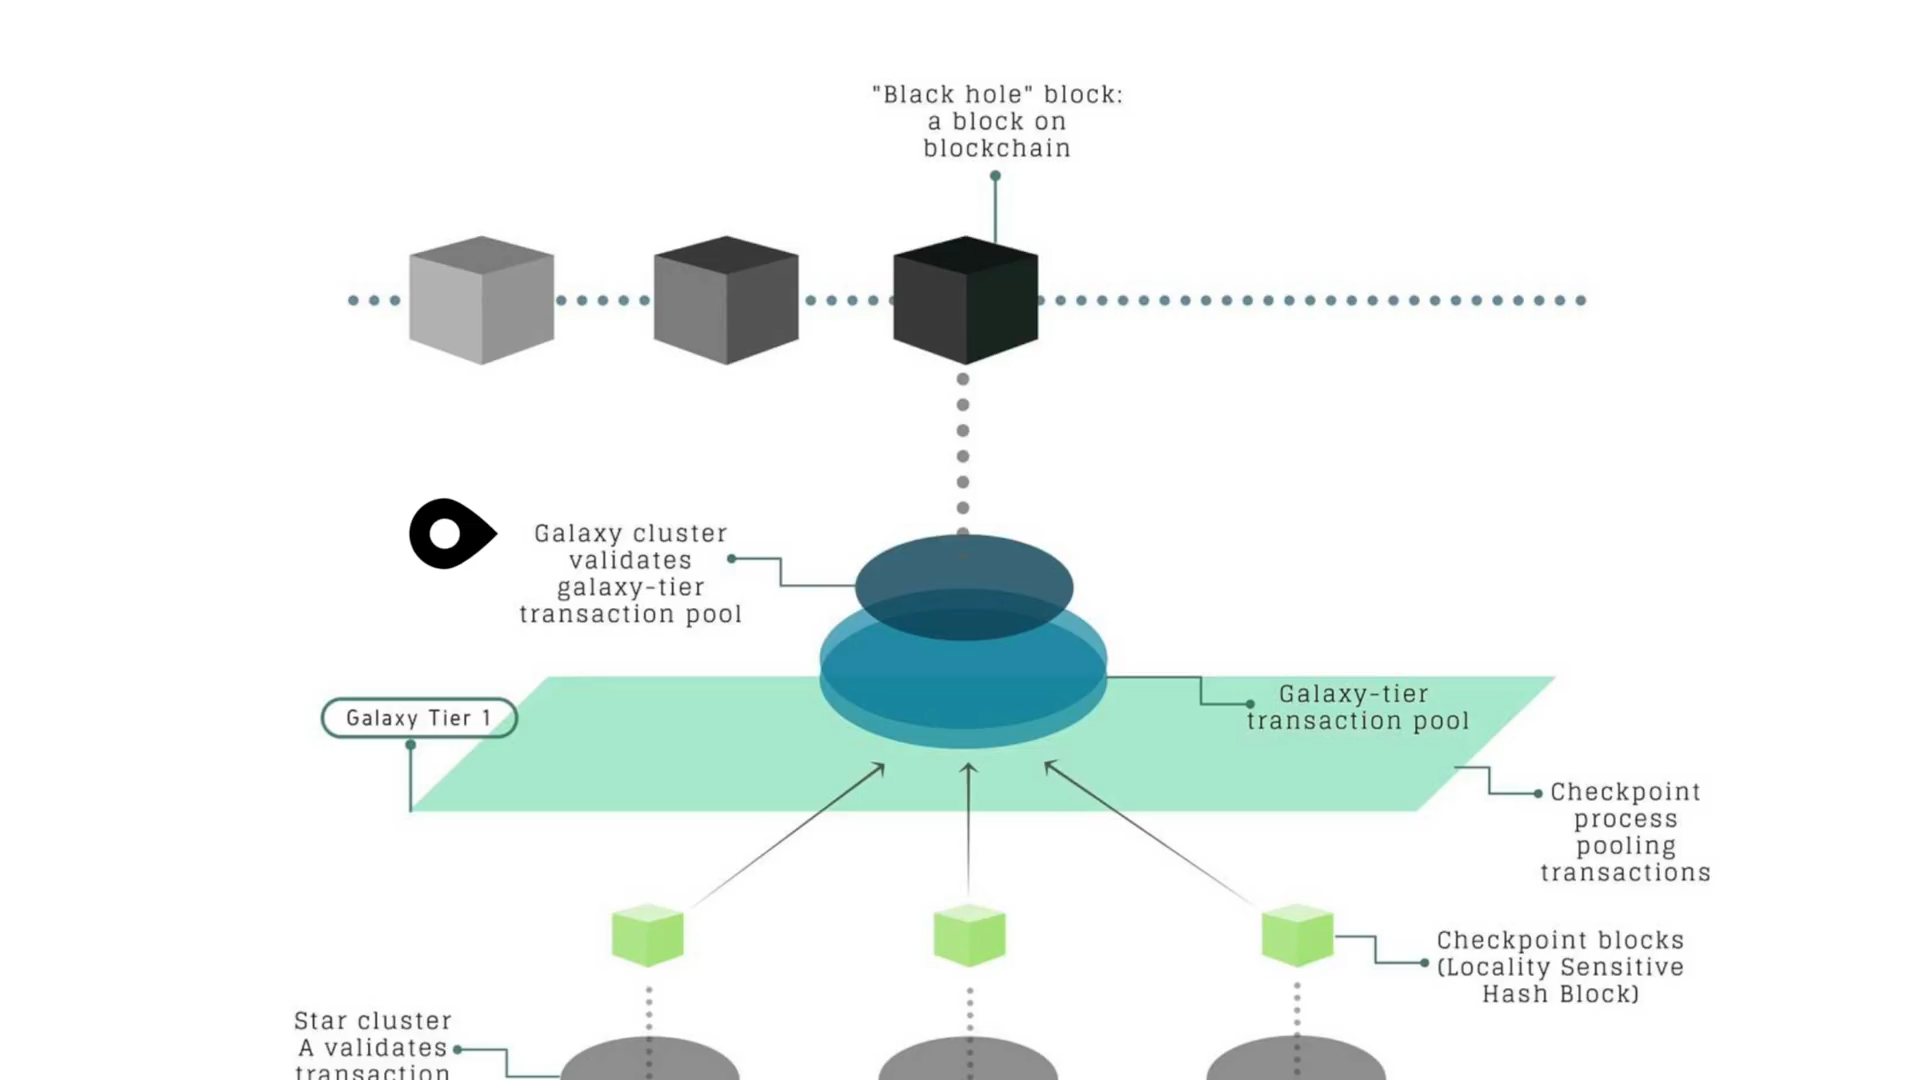 "Black hole" block:
a block on
blockchain
Galaxy cluster
validates
galaxy-tier
transaction pool
Galaxy Tier 1
Galaxy-tier
transaction pool
Checkpoint
process
pooling
transactions
Checkpoint blocks
(Locality Sensitive
Hash Block)
Star cluster
A validates
transaction